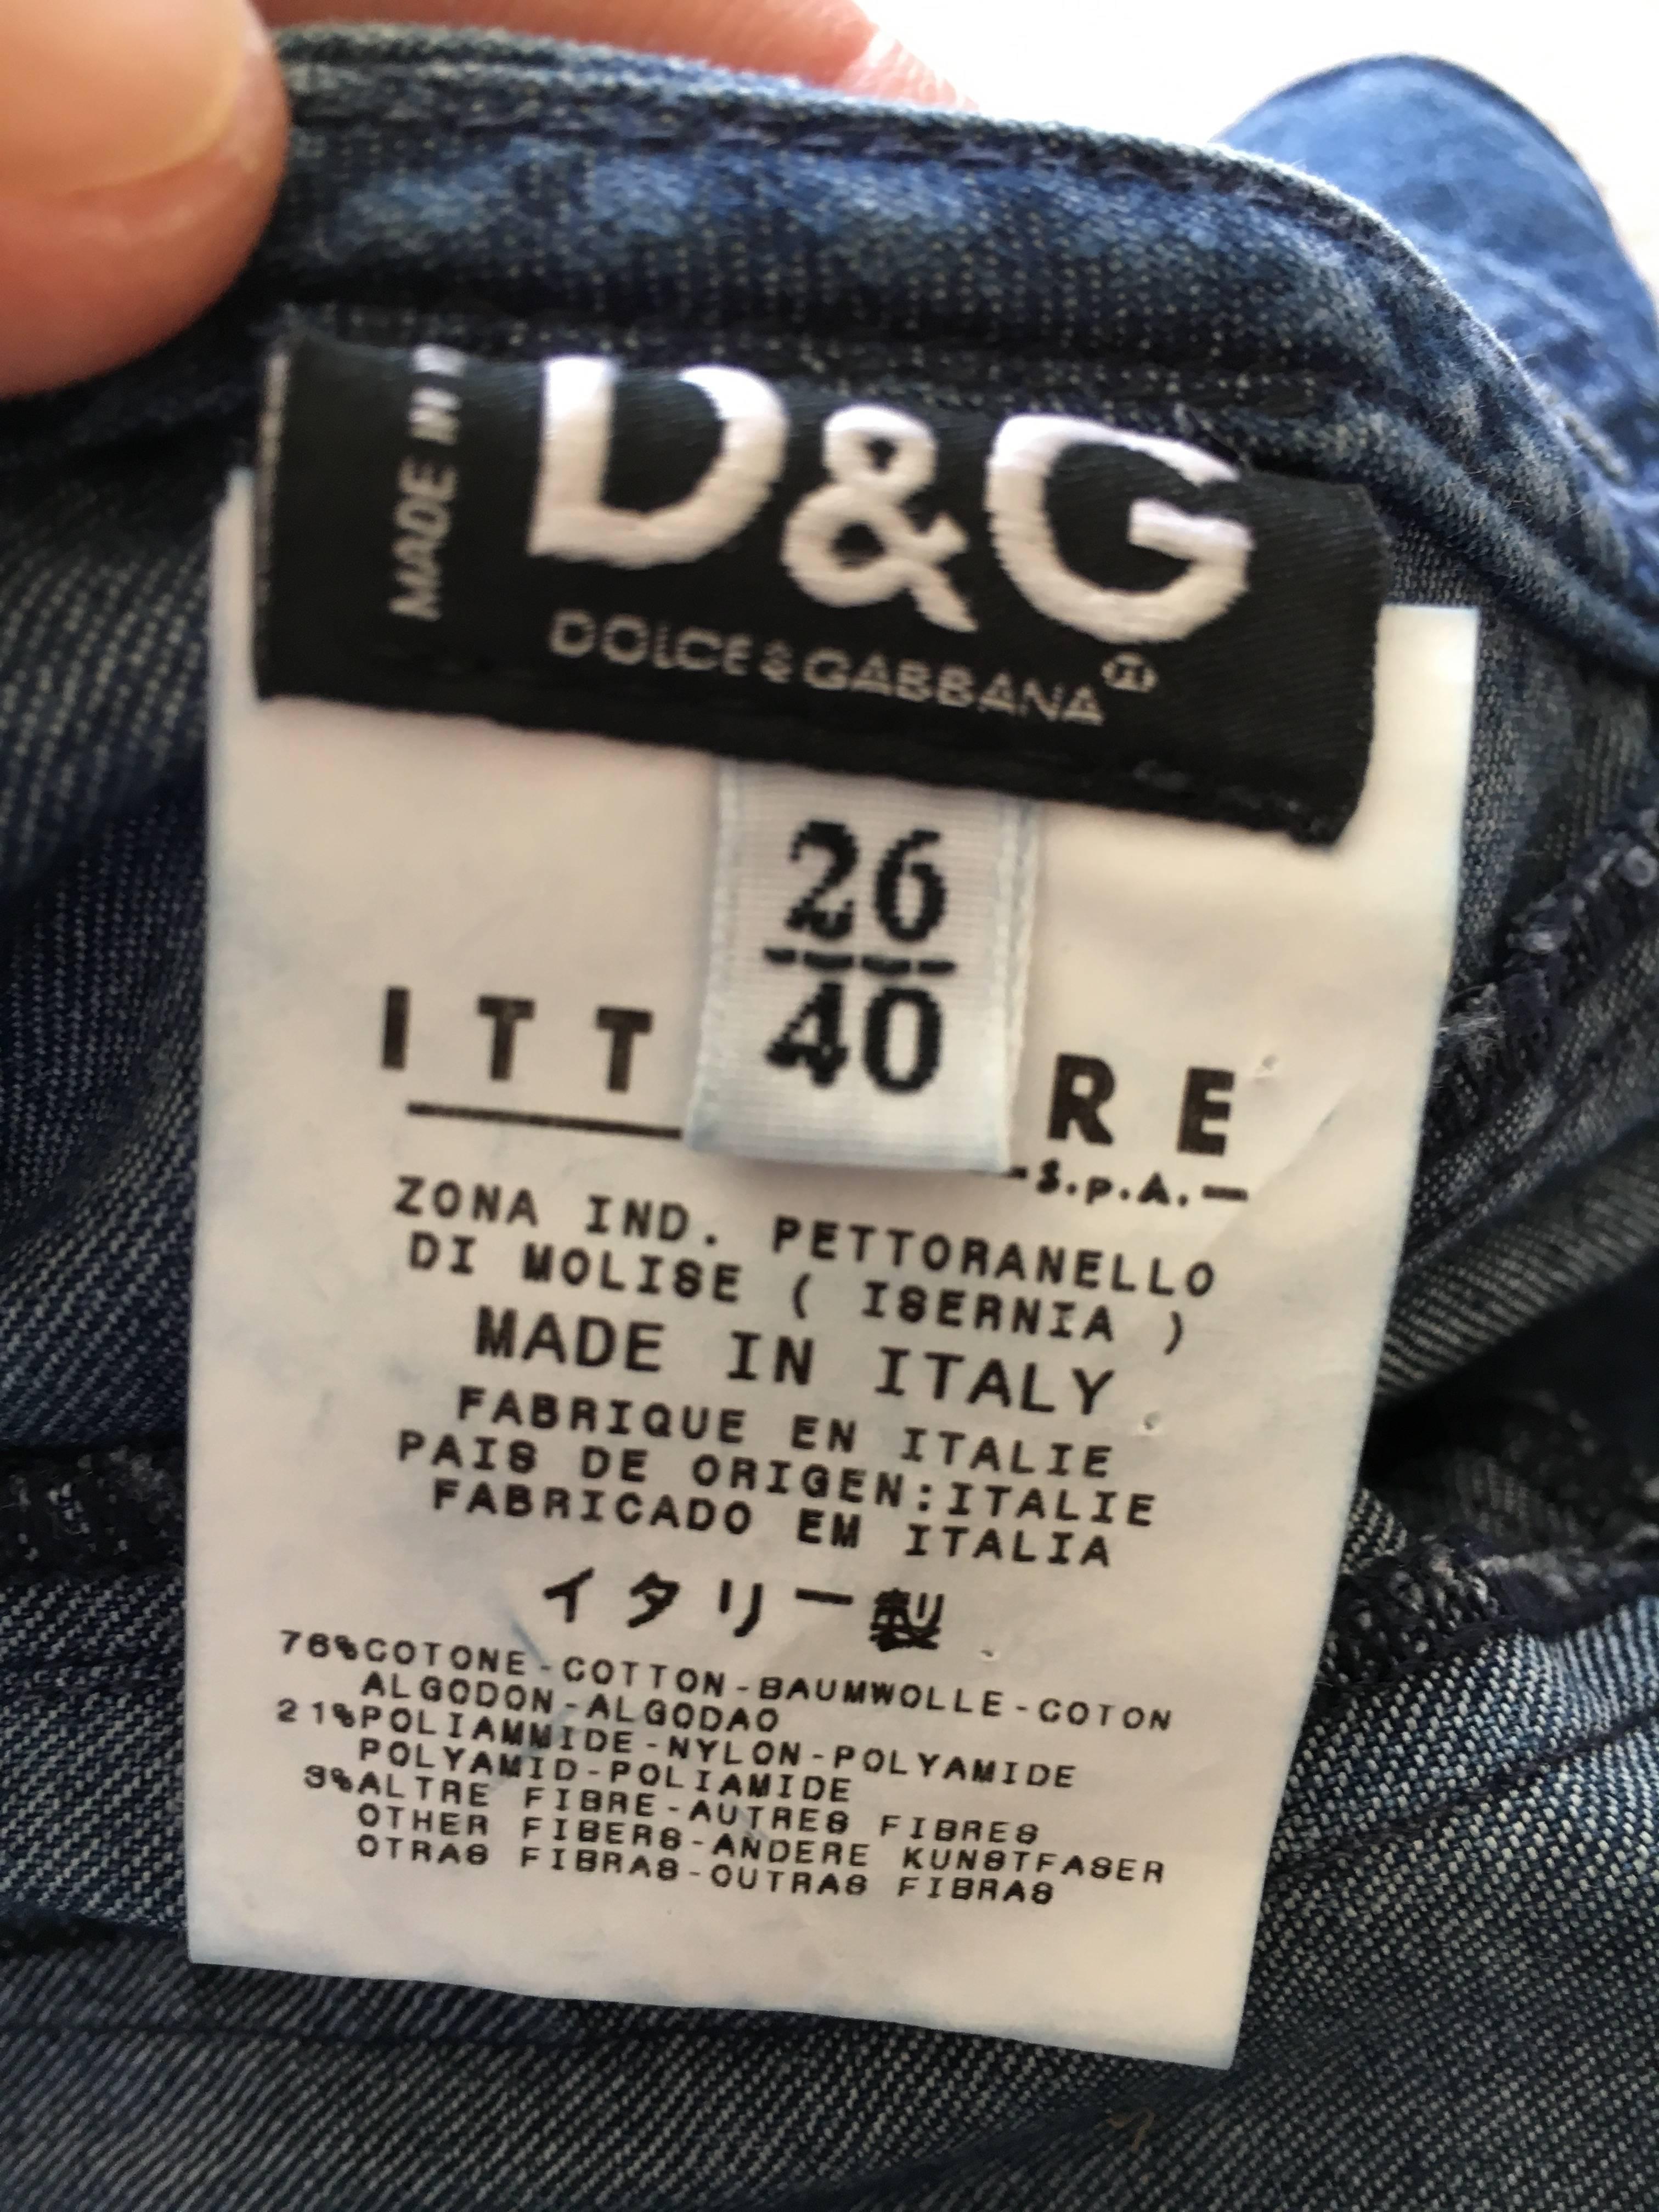 MADE IN
D&G
DOLCE & GABBANA
26
40
ITT RE
S.p.A.
ZONA IND. PETTORANELLO
DI MOLISE ( ISERNIA )
MADE IN ITALY
FABRIQUE EN ITALIE
PAIS DE ORIGEN:ITALIE
FABRICADO EM ITALIA
イタリー製
76%COTONE-COTTON-BAUMWOLLE-COTON
ALGODON-ALGODAO
21%POLIAMMIDE-NYLON-POLYAMIDE
POLYAMID-POLIAMIDE
3%ALTRE FIBRE-AUTRES FIBRES
OTHER FIBERS-ANDERE KUNSTFASER
OTRAS FIBRAS-OUTRAS FIBRAS